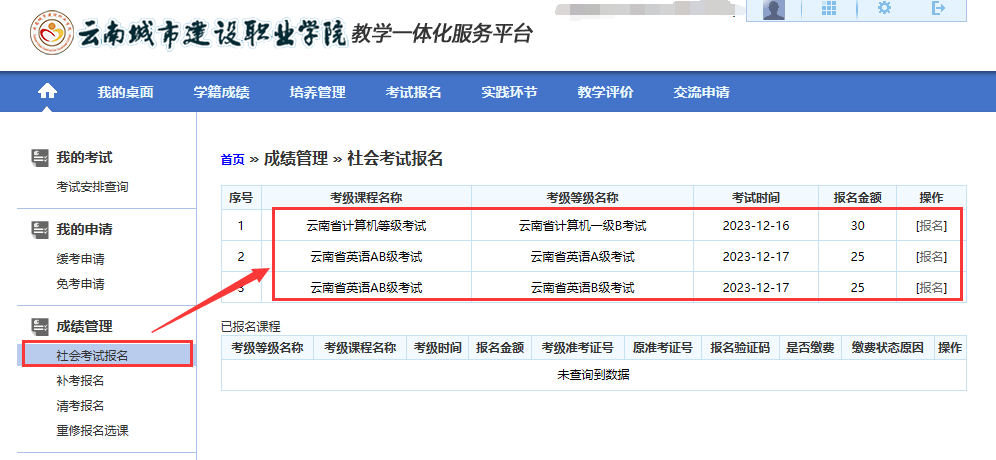 云南城市建设职业学院 教学一体化服务平台
我的桌面 学籍成绩 培养管理 考试报名 实践环节 教学评价 交流申请
我的考试
考试安排查询
我的申请
缓考申请
免考申请
成绩管理
社会考试报名
补考报名
清考报名
重修报名选课
首页 » 成绩管理 » 社会考试报名
序号 考级课程名称 考级等级名称 考试时间 报名金额 操作
1 云南省计算机等级考试 云南省计算机一级B考试 2023-12-16 30 [报名]
2 云南省英语AB级考试 云南省英语A级考试 2023-12-17 25 [报名]
3 云南省英语AB级考试 云南省英语B级考试 2023-12-17 25 [报名]
已报名课程
考级等级名称 考级课程名称 考级时间 报名金额 考级准考证号 原准考证号 报名验证码 是否缴费 缴费状态原因 操作
未查询到数据